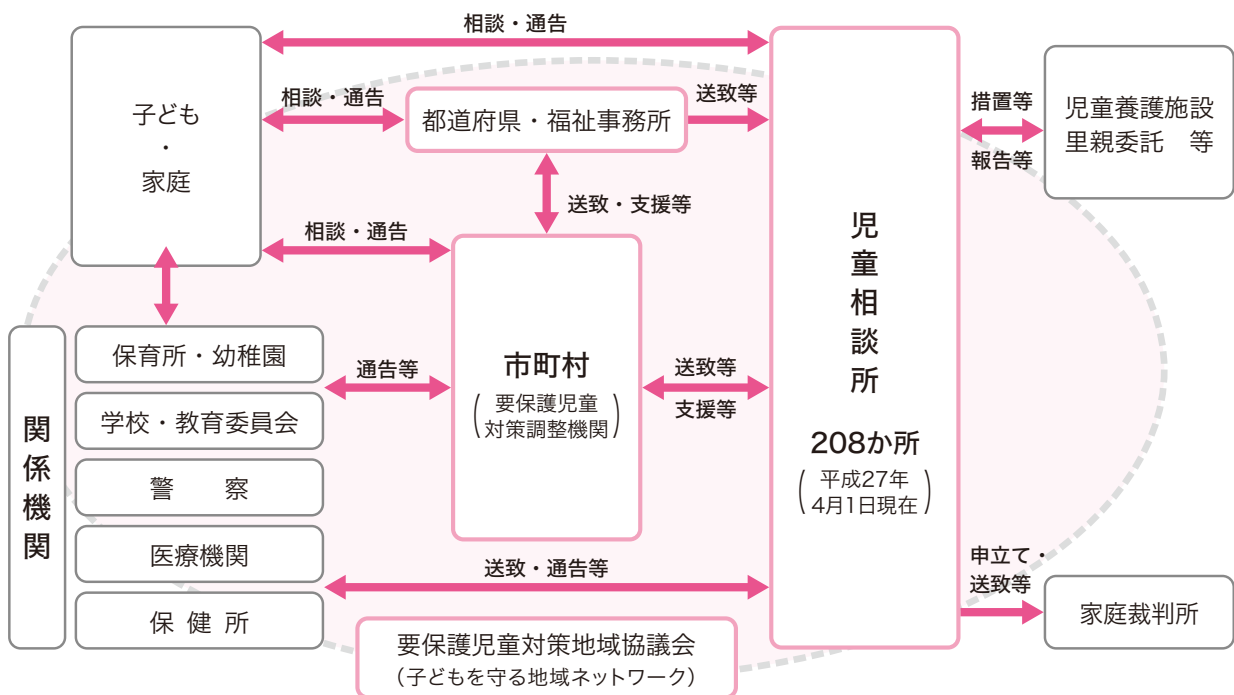 相談・通告
子ども
・
家庭
相談・通告
都道府県・福祉事務所
送致等
措置等
報告等
児童養護施設
里親委託　等
送致・支援等
相談・通告
児童相談所
208か所
(平成27年
4月1日現在)
関係機関
保育所・幼稚園
学校・教育委員会
警　　察
医療機関
保 健 所
通告等
市町村
(要保護児童
対策調整機関)
送致等
支援等
送致・通告等
申立て・
送致等
家庭裁判所
要保護児童対策地域協議会
(子どもを守る地域ネットワーク)